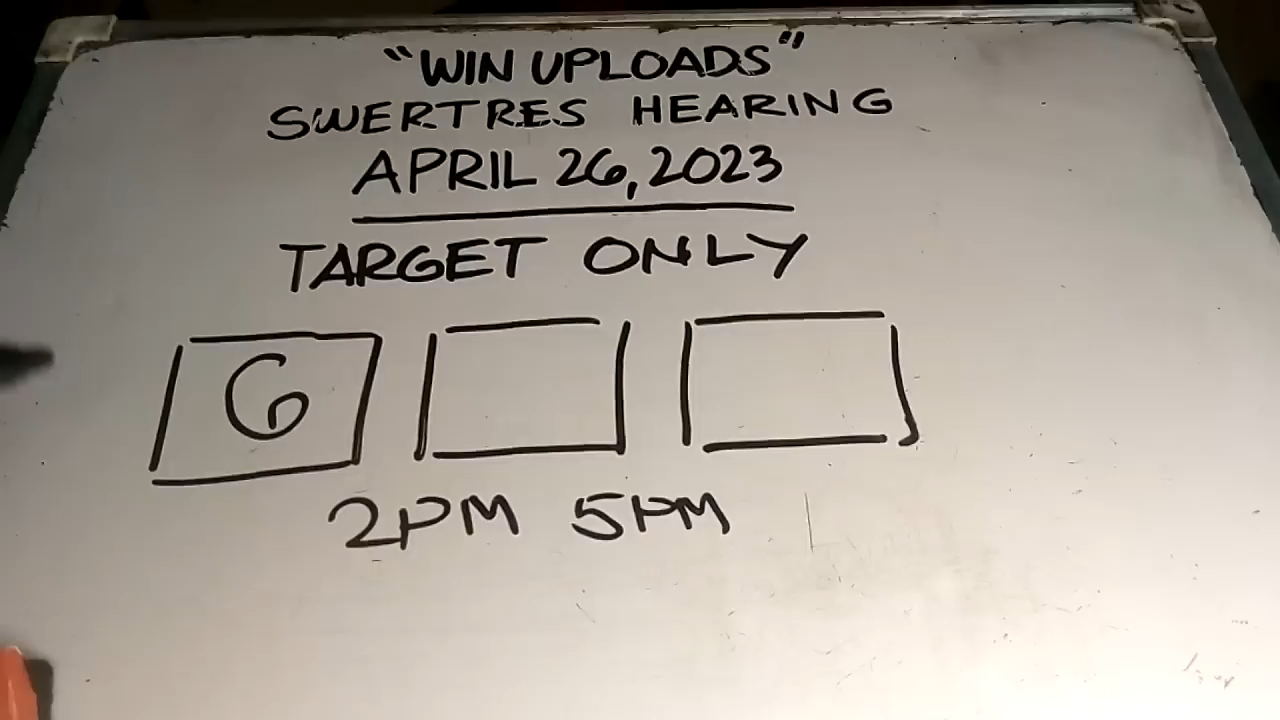 "WIN UPLOADS"
SWERTRES HEARING
APRIL 26, 2023
TARGET ONLY
6
2PM 5PM